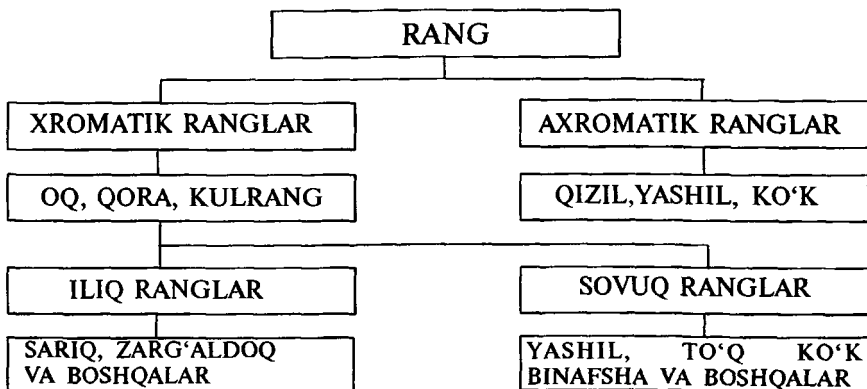 RANG
XROMATIK RANGLAR
AXROMATIK RANGLAR
OQ, QORA, KULRANG
QIZIL,YASHIL, KO‘K
ILIQ RANGLAR
SOVUQ RANGLAR
SARIQ, ZARG‘ALDOQ
VA BOSHQALAR
YASHIL, TO‘Q KO‘K
BINAFSHA VA BOSHQALAR